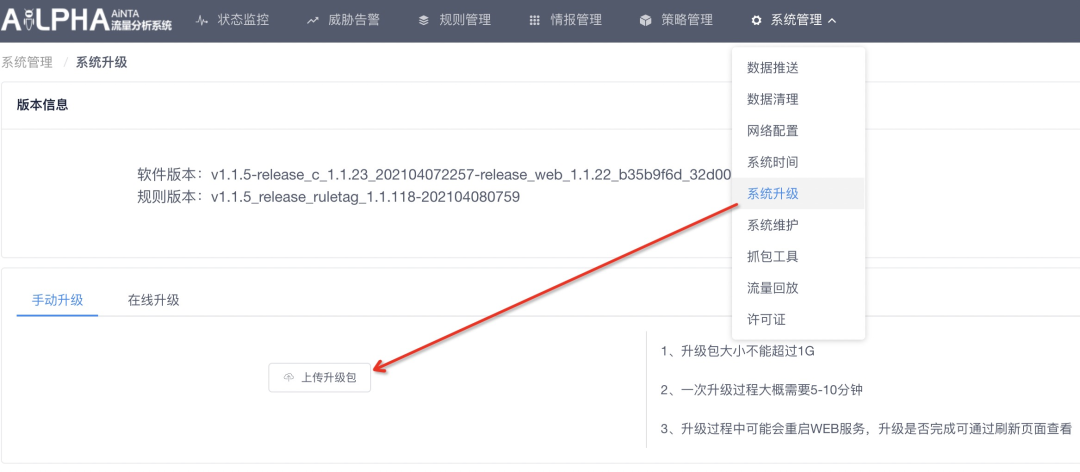 AiLPHA AiNTA 流量分析系统
状态监控 威胁告警 规则管理 情报管理 策略管理 系统管理
系统管理 / 系统升级
版本信息
软件版本：v1.1.5-release_c_1.1.23_202104072257-release_web_1.1.22_b35b9f6d_32d00
规则版本：v1.1.5_release_ruletag_1.1.118-202104080759
数据推送
数据清理
网络配置
系统时间
系统升级
系统维护
抓包工具
流量回放
许可证
手动升级 在线升级
上传升级包
1、升级包大小不能超过1G
2、一次升级过程大概需要5-10分钟
3、升级过程中可能会重启WEB服务，升级是否完成可通过刷新页面查看